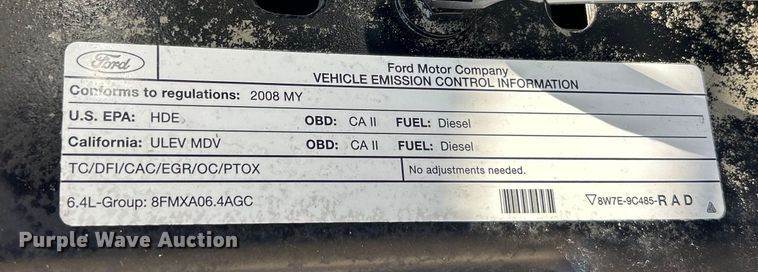 Ford
Ford Motor Company
VEHICLE EMISSION CONTROL INFORMATION
Conforms to regulations: 2008 MY
U.S. EPA: HDE OBD: CA II FUEL: Diesel
California: ULEV MDV OBD: CA II FUEL: Diesel
TC/DFI/CAC/EGR/OC/PTOX No adjustments needed.
6.4L-Group: 8FMXA06.4AGC 8W7E-9C485-R A D
Purple Wave Auction